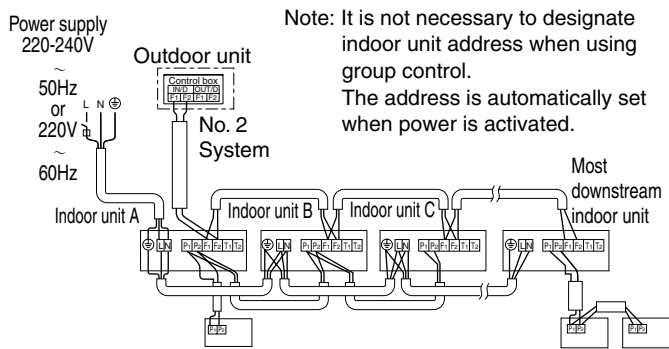 Power supply
220-240V
~
50Hz
or
220V
~
60Hz
L N
Outdoor unit
Control box
IN/D OUT/D
F1 F2 F1 F2
No. 2
System
Note: It is not necessary to designate
indoor unit address when using
group control.
The address is automatically set
when power is activated.
Most
downstream
indoor unit
Indoor unit A
Indoor unit B
Indoor unit C
L N P1 P2 F1 F2 T1 T2
L N P1 P2 F1 F2 T1 T2
L N P1 P2 F1 F2 T1 T2
L N P1 P2 F1 F2 T1 T2
P1 P2
P1 P2
P1 P2